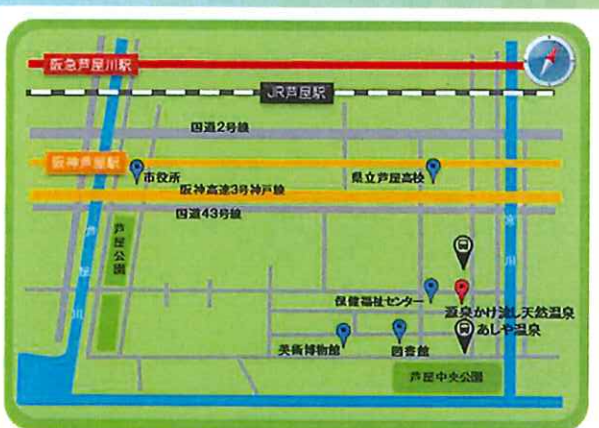 阪急芦屋川駅
JR芦屋駅
国道2号線
阪神芦屋駅
市役所
県立芦屋高校
阪神高速3号神戸線
国道43号線
芦屋公園
芦屋川
川
保健福祉センター
源泉かけ流し天然温泉
あしや温泉
美術博物館
図書館
芦屋中央公園